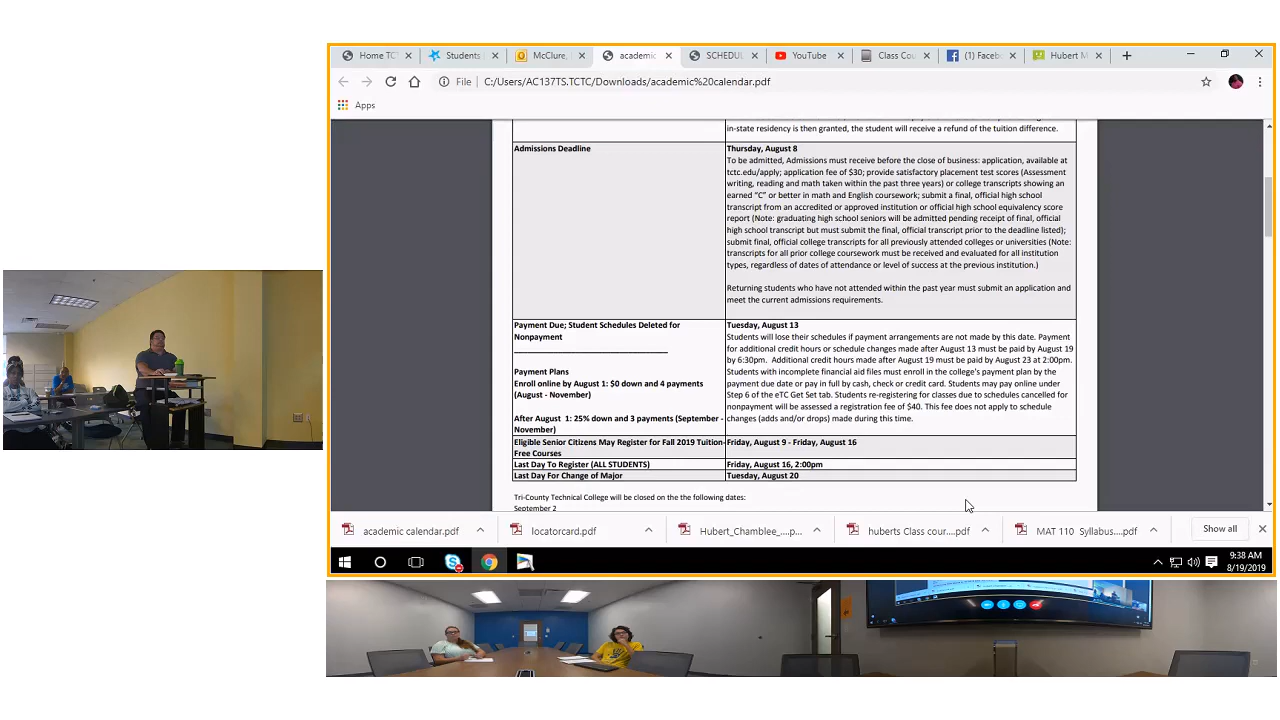 Home TCT
Students
McClure,
academic
SCHEDUL
YouTube
Class Cou
(1) Faceb
Hubert M
File
C:/Users/AC137TS.TCTC/Downloads/academic%20calendar.pdf
Apps
in-state residency is then granted, the student will receive a refund of the tuition difference.
Admissions Deadline
Thursday, August 8
To be admitted, Admissions must receive before the close of business: application, available at
tctc.edu/apply; application fee of $30; provide satisfactory placement test scores (Assessment
writing, reading and math taken within the past three years) or college transcripts showing an
earned "C" or better in math and English coursework; submit a final, official high school
transcript from an accredited or approved institution or official high school equivalency score
report (Note: graduating high school seniors will be admitted pending receipt of final, official
high school transcript but must submit the final, official transcript prior to the deadline listed);
submit final, official college transcripts for all previously attended colleges or universities (Note:
transcripts for all prior college coursework must be received and evaluated for all institution
types, regardless of dates of attendance or level of success at the previous institution.)
Returning students who have not attended within the past year must submit an application and
meet the current admissions requirements.
Payment Due; Student Schedules Deleted for
Nonpayment
Payment Plans
Enroll online by August 1: $0 down and 4 payments
(August - November)
After August 1: 25% down and 3 payments (September -
November)
Tuesday, August 13
Students will lose their schedules if payment arrangements are not made by this date. Payment
for additional credit hours or schedule changes made after August 13 must be paid by August 19
by 6:30pm. Additional credit hours made after August 19 must be paid by August 23 at 2:00pm.
Students with incomplete financial aid files must enroll in the college's payment plan by the
payment due date or pay in full by cash, check or credit card. Students may pay online under
Step 6 of the eTC Get Set tab. Students re-registering for classes due to schedules cancelled for
nonpayment will be assessed a registration fee of $40. This fee does not apply to schedule
changes (adds and/or drops) made during this time.
Eligible Senior Citizens May Register for Fall 2019 Tuition-
Free Courses
Friday, August 9 - Friday, August 16
Last Day To Register (ALL STUDENTS)
Friday, August 16, 2:00pm
Last Day For Change of Major
Tuesday, August 20
Tri-County Technical College will be closed on the the following dates:
September 2
academic calendar.pdf
locatorcard.pdf
Hubert_Chamblee_....p...pdf
huberts Class cour....pdf
MAT 110 Syllabus...pdf
Show all
9:38 AM
8/19/2019